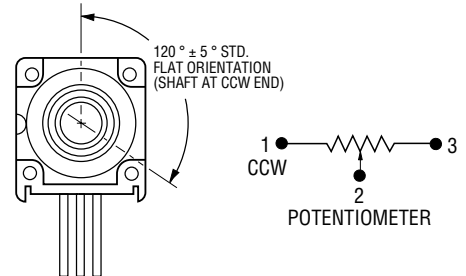 120 ° ± 5 ° STD.
FLAT ORIENTATION
(SHAFT AT CCW END)
1
3
CCW
2
POTENTIOMETER